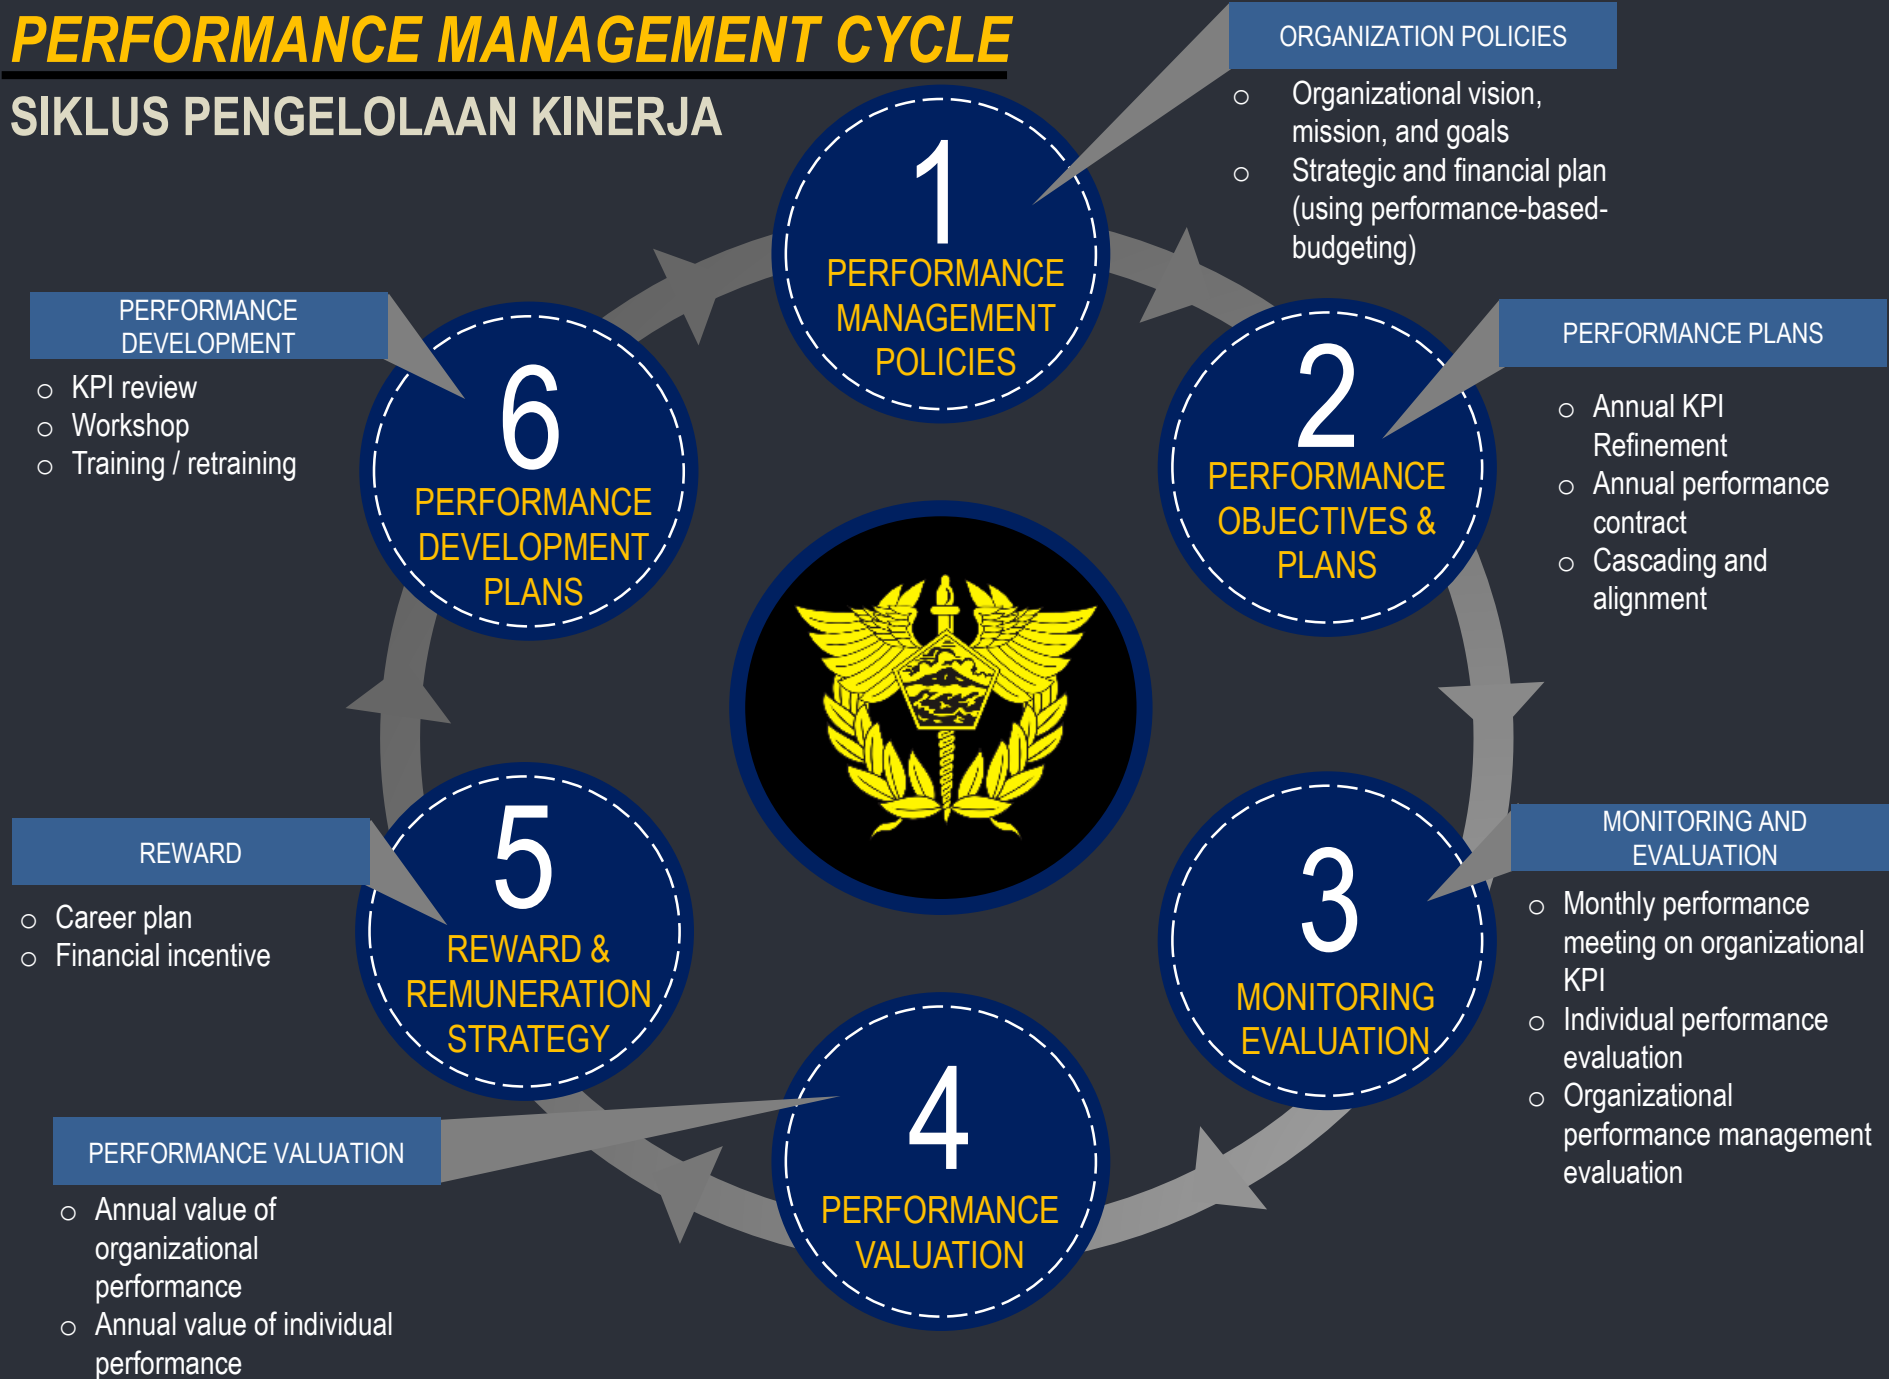 PERFORMANCE MANAGEMENT CYCLE
SIKLUS PENGELOLAAN KINERJA
1
PERFORMANCE
MANAGEMENT
POLICIES
ORGANIZATION POLICIES
o Organizational vision,
mission, and goals
o Strategic and financial plan
(using performance-based-
budgeting)
2
PERFORMANCE
OBJECTIVES &
PLANS
PERFORMANCE PLANS
o Annual KPI
Refinement
o Annual performance
contract
o Cascading and
alignment
3
MONITORING
EVALUATION
MONITORING AND
EVALUATION
o Monthly performance
meeting on organizational
KPI
o Individual performance
evaluation
o Organizational
performance management
evaluation
4
PERFORMANCE
VALUATION
PERFORMANCE VALUATION
o Annual value of
organizational
performance
o Annual value of individual
performance
5
REWARD &
REMUNERATION
STRATEGY
REWARD
o Career plan
o Financial incentive
6
PERFORMANCE
DEVELOPMENT
PLANS
PERFORMANCE
DEVELOPMENT
o KPI review
o Workshop
o Training / retraining